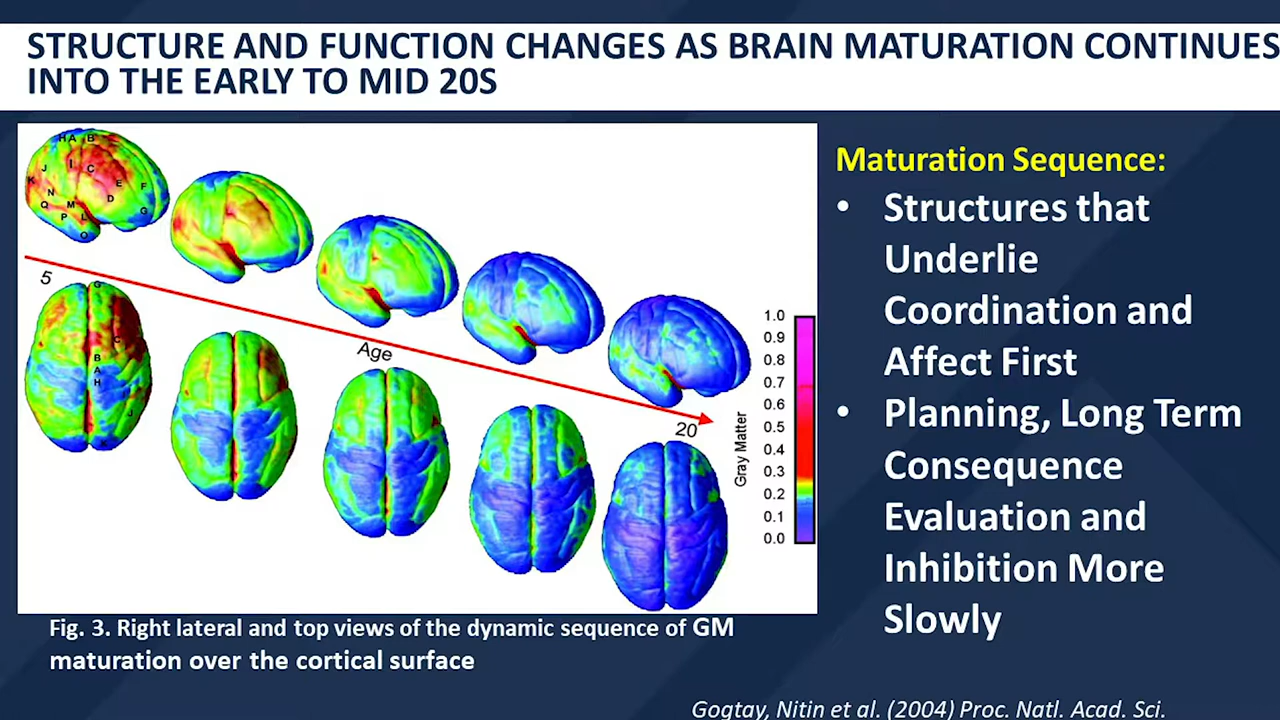 STRUCTURE AND FUNCTION CHANGES AS BRAIN MATURATION CONTINUES
INTO THE EARLY TO MID 20S
H A B
I
J
C
K
E
F
N
D
Q
M
G
P
L
O
5
Age
20
G
C
B
A
H
J
K
Gray Matter
1.0
0.9
0.8
0.7
0.6
0.5
0.4
0.3
0.2
0.1
0.0
Fig. 3. Right lateral and top views of the dynamic sequence of GM
maturation over the cortical surface
Maturation Sequence:
• Structures that
Underlie
Coordination and
Affect First
• Planning, Long Term
Consequence
Evaluation and
Inhibition More
Slowly
Gogtay, Nitin et al. (2004) Proc. Natl. Acad. Sci.